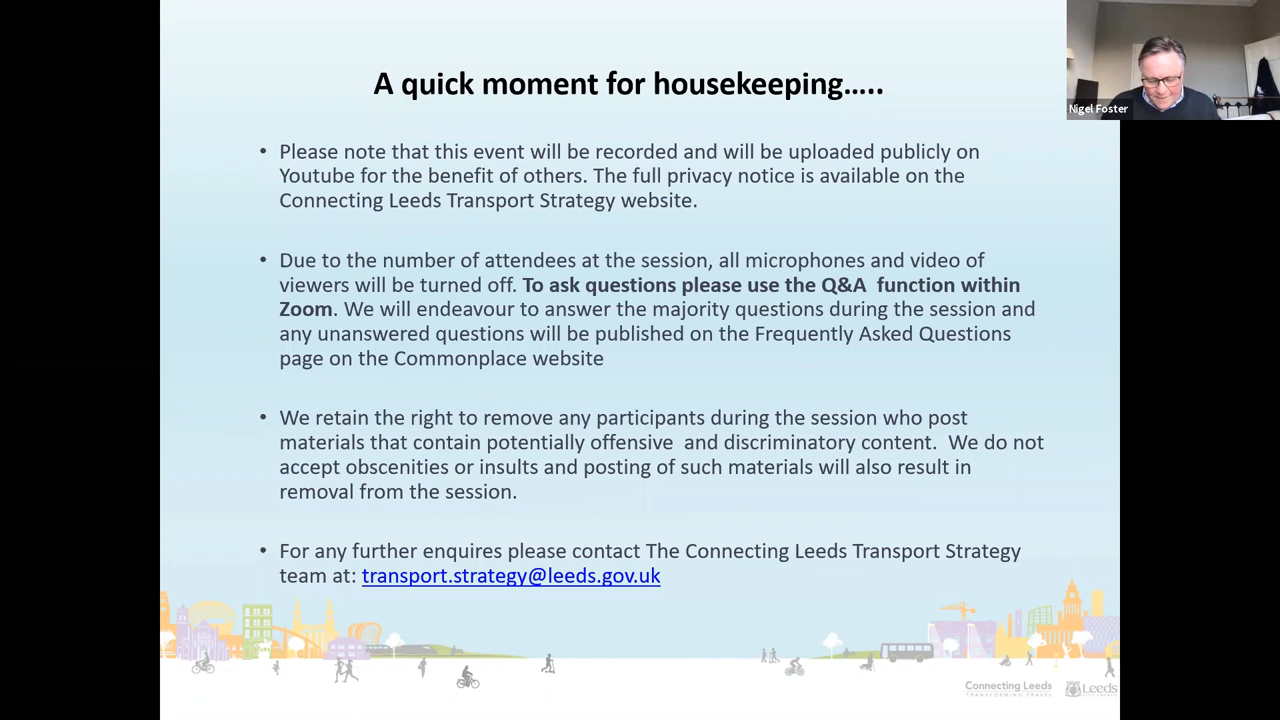 A quick moment for housekeeping…..
Nigel Foster
• Please note that this event will be recorded and will be uploaded publicly on
Youtube for the benefit of others. The full privacy notice is available on the
Connecting Leeds Transport Strategy website.
• Due to the number of attendees at the session, all microphones and video of
viewers will be turned off. To ask questions please use the Q&A function within
Zoom. We will endeavour to answer the majority questions during the session and
any unanswered questions will be published on the Frequently Asked Questions
page on the Commonplace website
• We retain the right to remove any participants during the session who post
materials that contain potentially offensive and discriminatory content. We do not
accept obscenities or insults and posting of such materials will also result in
removal from the session.
• For any further enquires please contact The Connecting Leeds Transport Strategy
team at: transport.strategy@leeds.gov.uk
Connecting Leeds
TRANSFORMING TRAVEL
Leeds